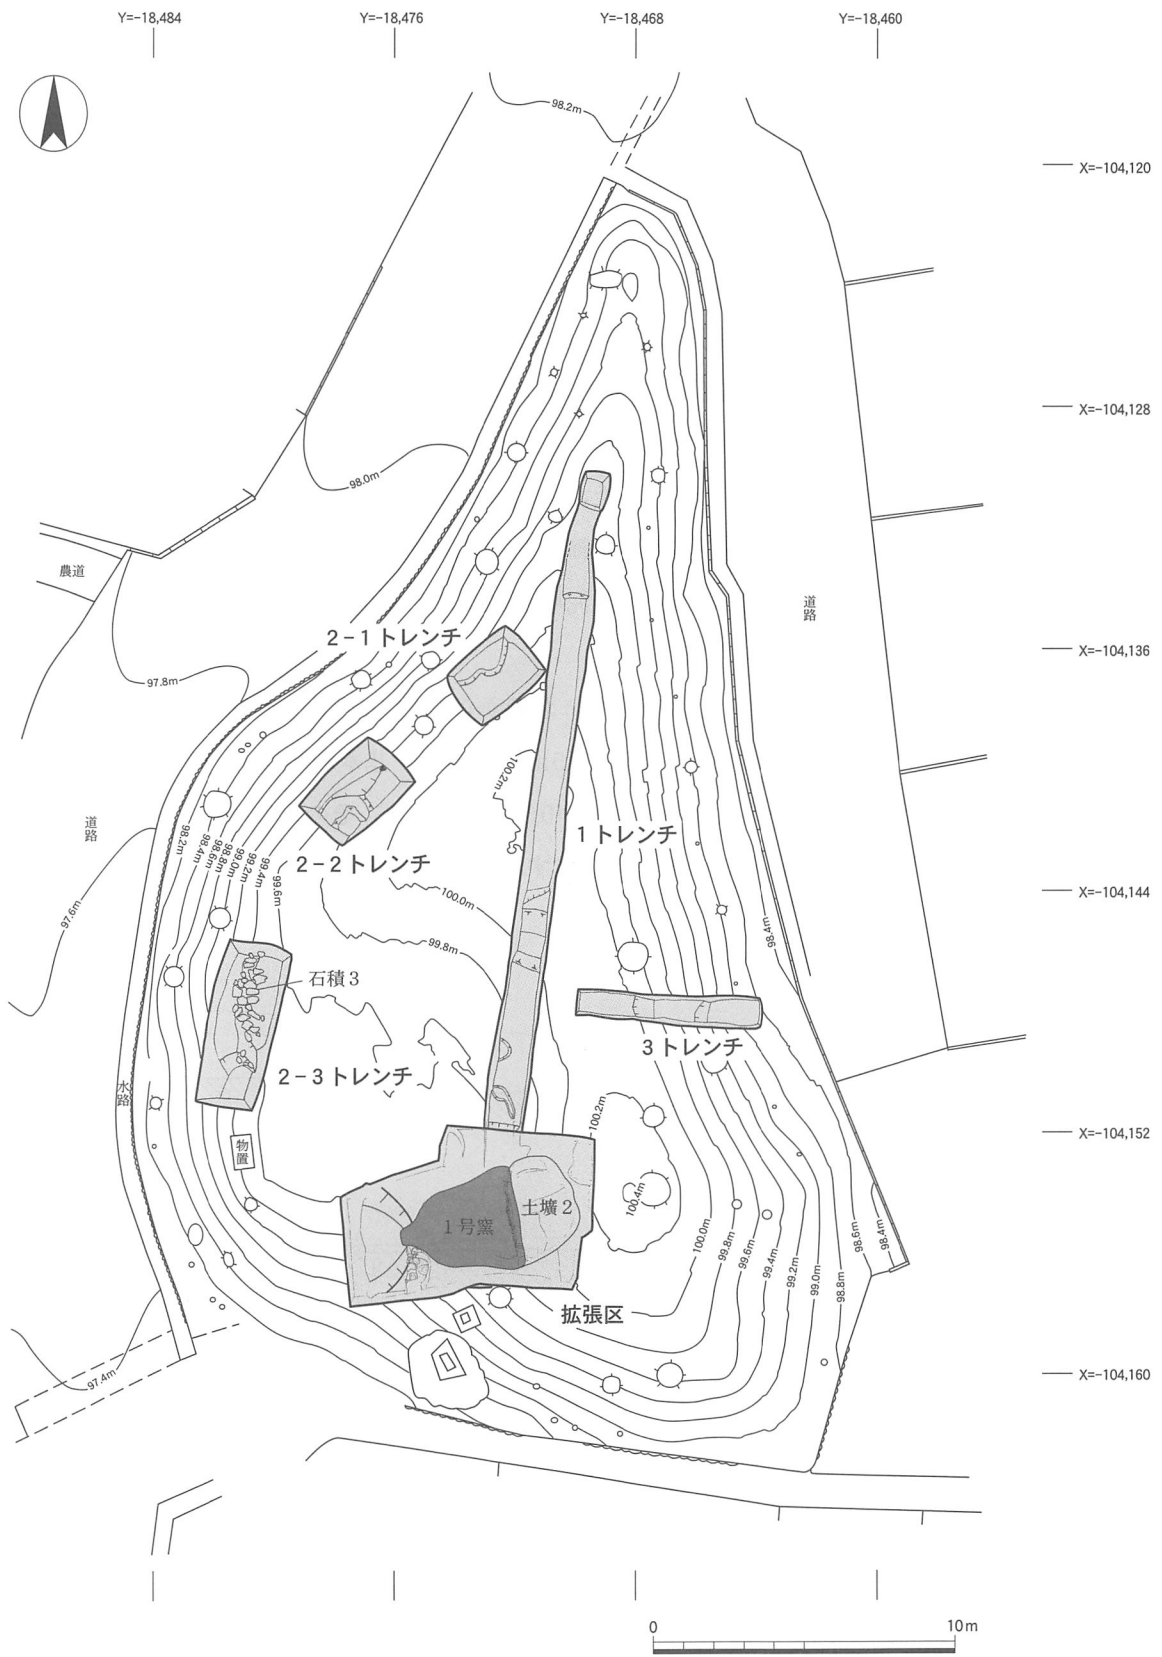 Y=-18,484
Y=-18,476
Y=-18,468
Y=-18,460
98.2m
X=-104,120
X=-104,128
98.0m
農道
道路
2-1トレンチ
X=-104,136
97.8m
100.2m
道路
98.2m
98.4m
98.6m
98.8m
99.0m
99.2m
99.4m
99.6m
2-2トレンチ
1トレンチ
100.0m
X=-104,144
97.6m
99.8m
98.4m
石積3
3トレンチ
2-3トレンチ
水路
100.2m
X=-104,152
物置
土壙2
1号窯
100.4m
100.0m
99.8m
99.6m
99.4m
99.2m
99.0m
98.8m
98.6m
98.4m
拡張区
97.4m
X=-104,160
0
10m